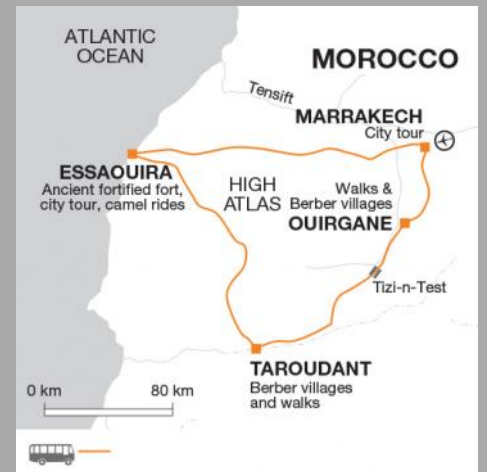 ATLANTIC
OCEAN
MOROCCO
Tensift
MARRAKECH
City tour
ESSAOUIRA
Ancient fortified fort,
city tour, camel rides
HIGH
ATLAS
Walks &
Berber villages
OUIRGANE
Tizi-n-Test
TAROUDANT
Berber villages
and walks
0 km 80 km